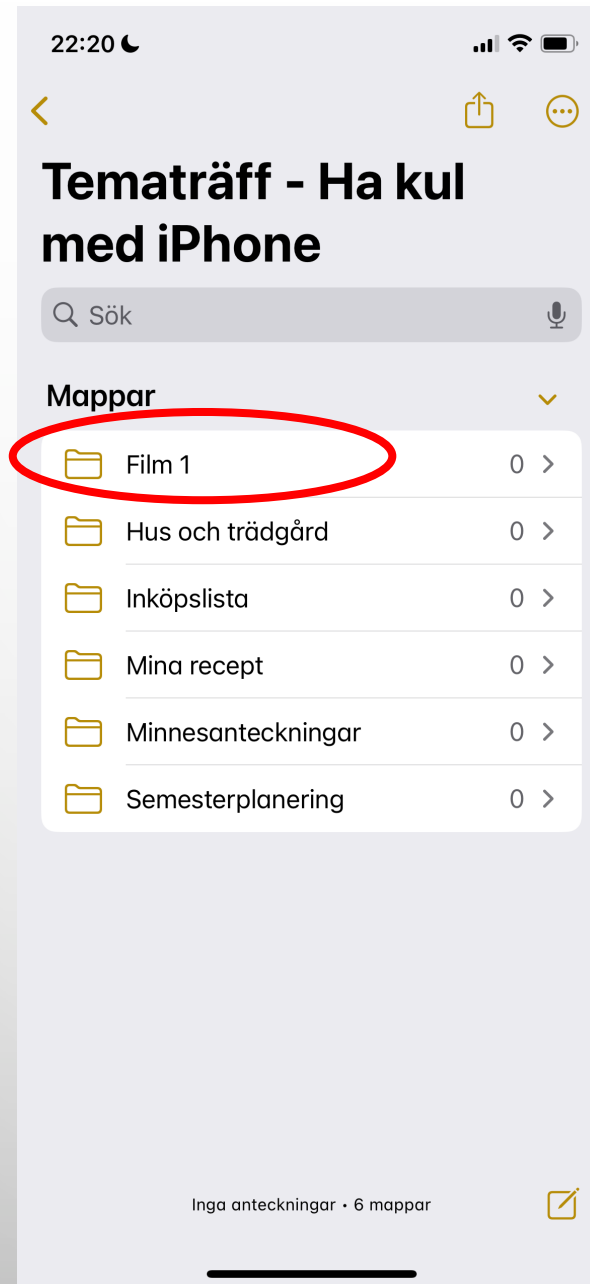 22:20
Tematräff - Ha kul
med iPhone
Sök
Mappar
Film 1 0
Hus och trädgård 0
Inköpslista 0
Mina recept 0
Minnesanteckningar 0
Semesterplanering 0
Inga anteckningar • 6 mappar